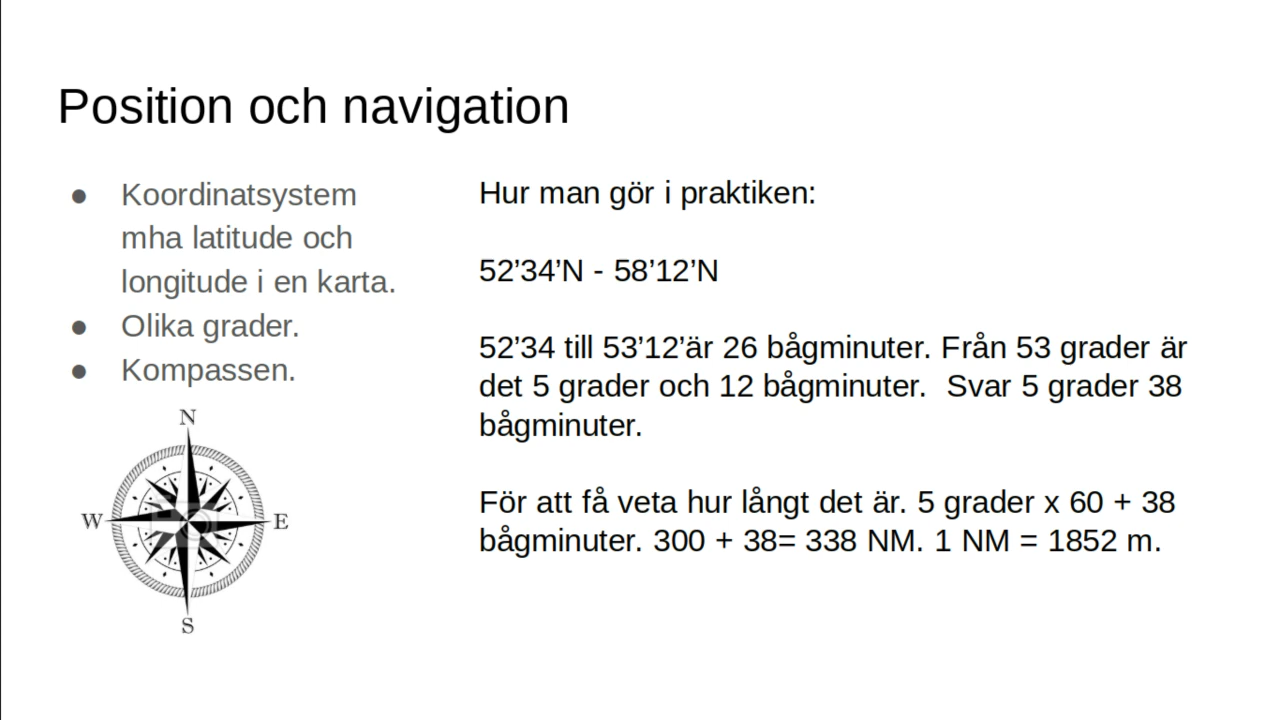 Position och navigation
● Koordinatsystem
mha latitude och
longitude i en karta.
● Olika grader.
● Kompassen.
N
W
E
S
Hur man gör i praktiken:
52’34’N - 58’12’N
52’34 till 53’12’är 26 bågminuter. Från 53 grader är
det 5 grader och 12 bågminuter.  Svar 5 grader 38
bågminuter.
För att få veta hur långt det är. 5 grader x 60 + 38
bågminuter. 300 + 38= 338 NM. 1 NM = 1852 m.